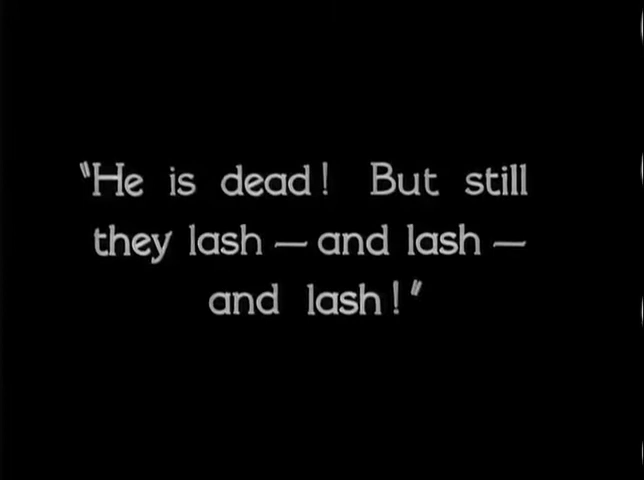 "He is dead! But still
they lash — and lash —
and lash!"